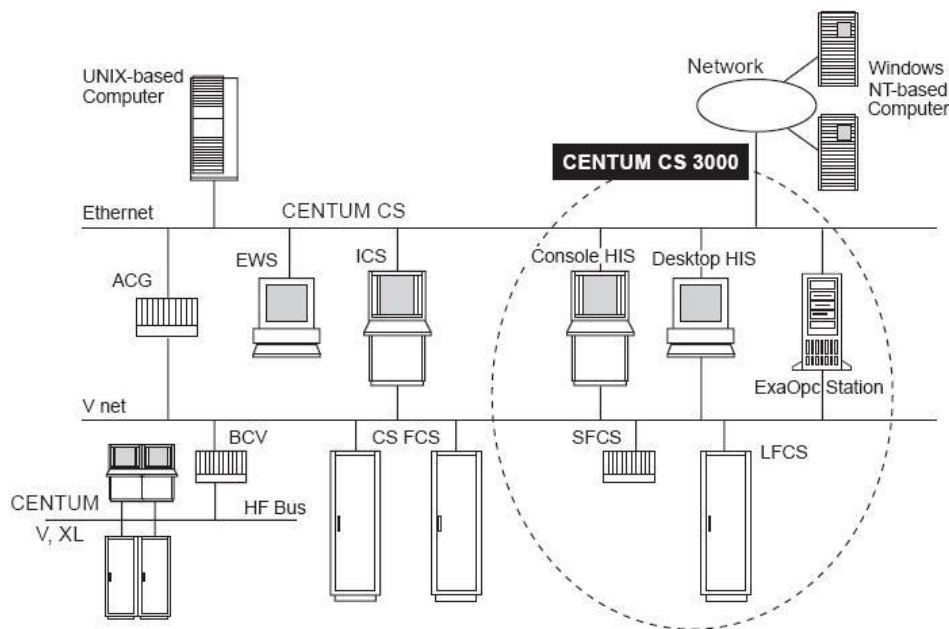 UNIX-based
Computer
Network
Windows
NT-based
Computer
CENTUM CS 3000
Ethernet
CENTUM CS
ACG
EWS
ICS
Console HIS
Desktop HIS
ExaOpc Station
V net
BCV
CS FCS
SFCS
LFCS
CENTUM
HF Bus
V, XL